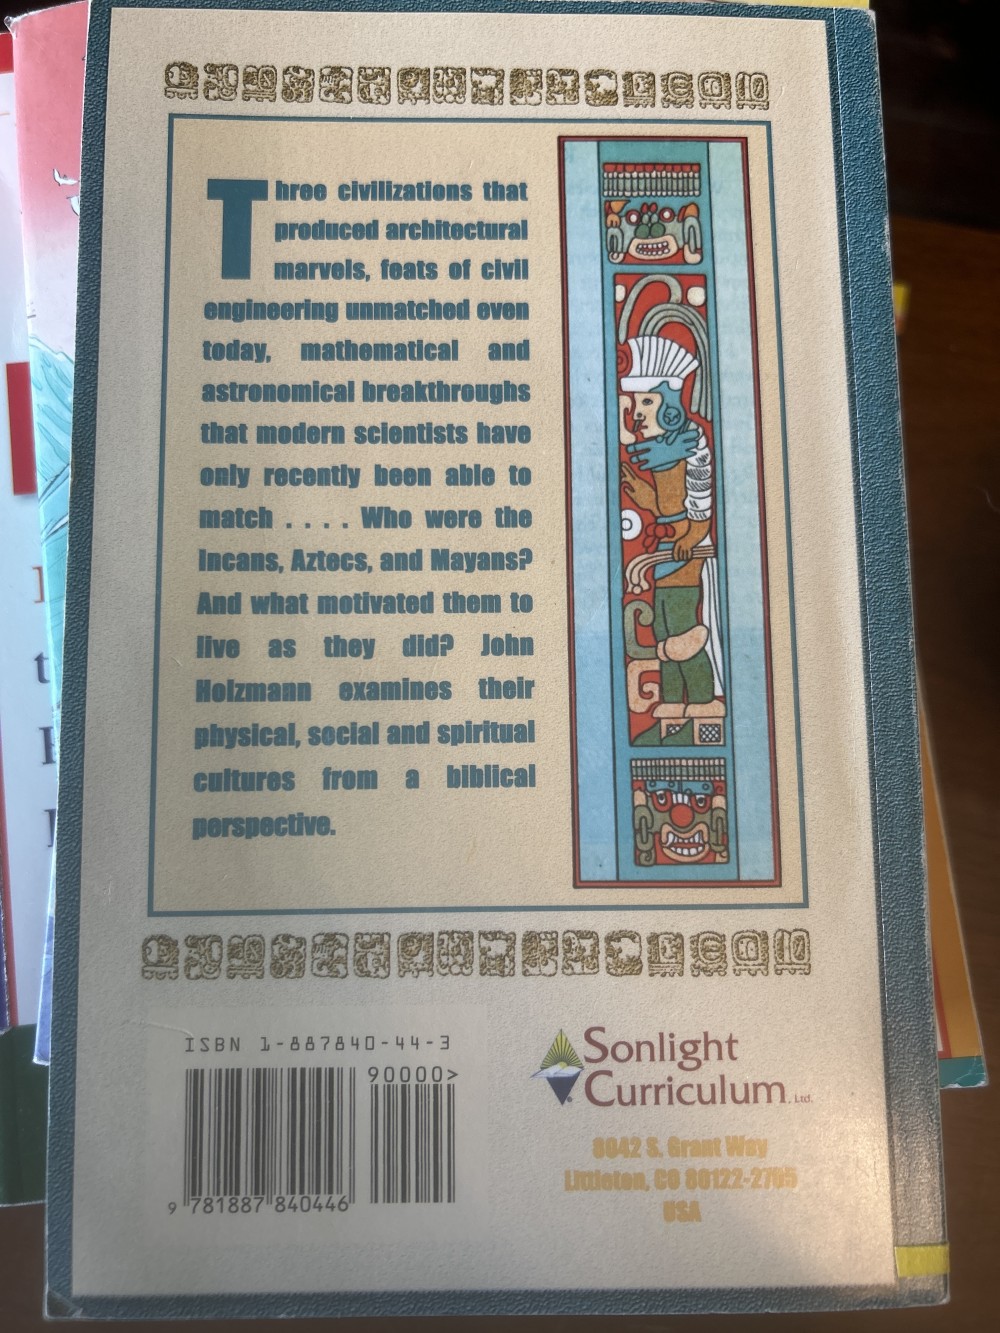 Three civilizations that
produced architectural
marvels, feats of civil
engineering unmatched even
today, mathematical and
astronomical breakthroughs
that modern scientists have
only recently been able to
match . . . . Who were the
Incans, Aztecs, and Mayans?
And what motivated them to
live as they did? John
Holzmann examines their
physical, social and spiritual
cultures from a biblical
perspective.
ISBN 1-887840-44-3
90000>
9 781887 840446
Sonlight
Curriculum, Ltd.
8042 S. Grant Way
Littleton, CO 80122-2705
USA